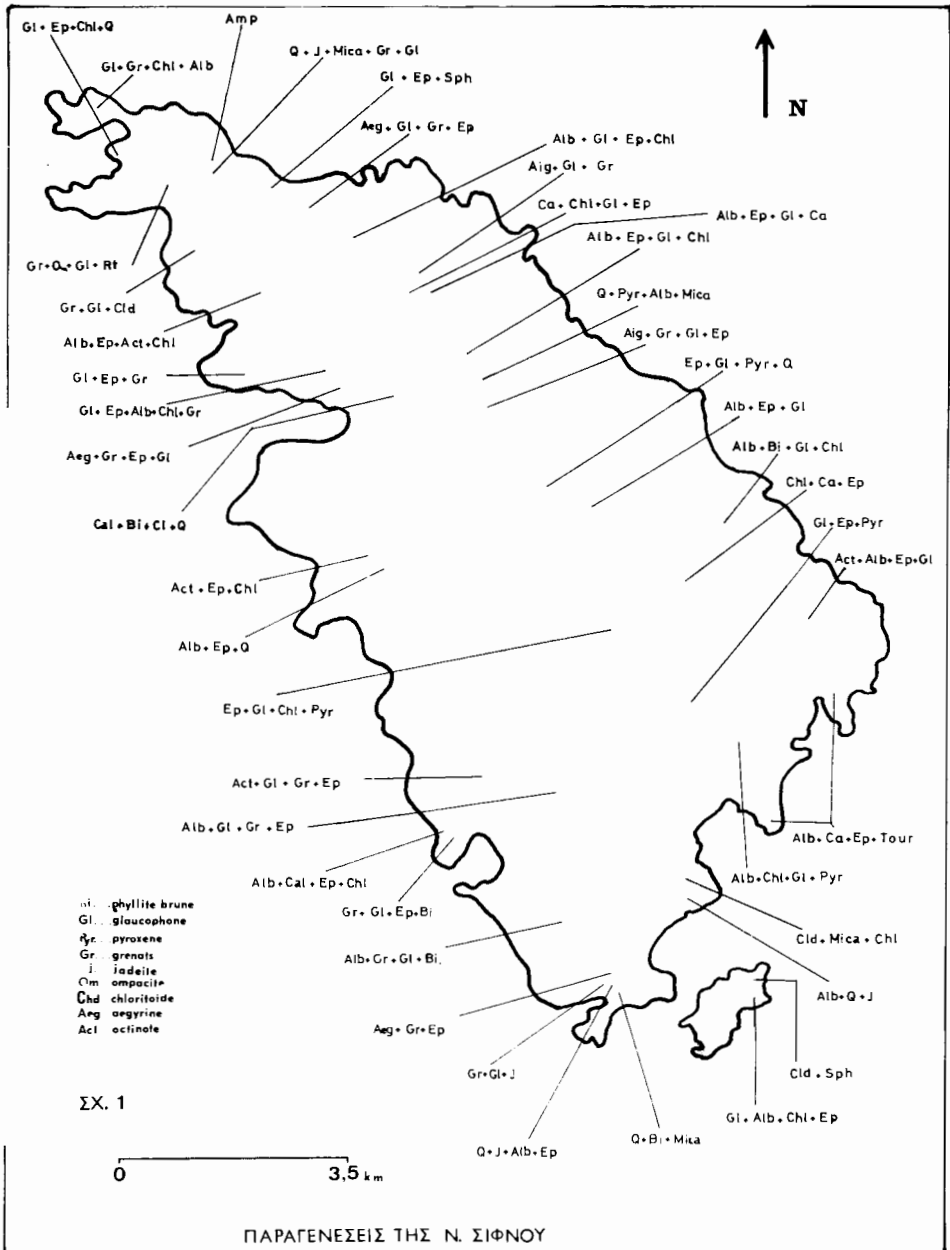 Gl + Ep + Chl + Q
Amp
Gl + Gr + Chl + Alb
Q + J + Mica + Gr + Gl
Gl + Ep + Sph
Aeg + Gl + Gr + Ep
N
Alb + Gl + Ep + Chl
Aig + Gl + Gr
Ca + Chl + Gl + Ep
Alb + Ep + Gl + Ca
Alb + Ep + Gl + Chl
Gr + Om + Gl + Rt
Q + Pyr + Alb + Mica
Gr + Gl + Cld
Aig + Gr + Gl + Ep
Alb + Ep + Act + Chl
Ep + Gl + Pyr + Q
Gl + Ep + Gr
Alb + Ep + Gl
Gl + Ep + Alb + Chl + Gr
Alb + Bi + Gl + Chl
Aeg + Gr + Ep + Gl
Chl + Ca + Ep
Cal + Bi + Cl + Q
Gl + Ep + Pyr
Act + Alb + Ep + Gl
Act + Ep + Chl
Alb + Ep + Q
Ep + Gl + Chl + Pyr
Act + Gl + Gr + Ep
Alb + Gl + Gr + Ep
Alb + Ca + Ep + Tour
Alb + Cal + Ep + Chl
Alb + Chl + Gl + Pyr
Gr + Gl + Ep + Bi
Cld + Mica + Chl
Alb + Gr + Gl + Bi
Alb + Q + J
Aeg + Gr + Ep
Gr + Gl + J
Cld + Sph
Gl + Alb + Chl + Ep
Q + J + Alb + Ep
Q + Bi + Mica
phyllite brune
Gl... glaucophone
Pyr... pyroxene
Gr... grenats
j. jadeite
Om ompacite
Chd chloritoide
Aeg aegyrine
Act actinote
ΣΧ. 1
0 3,5 km
ΠΑΡΑΓΕΝΕΣΕΙΣ ΤΗΣ Ν. ΣΙΦΝΟΥ